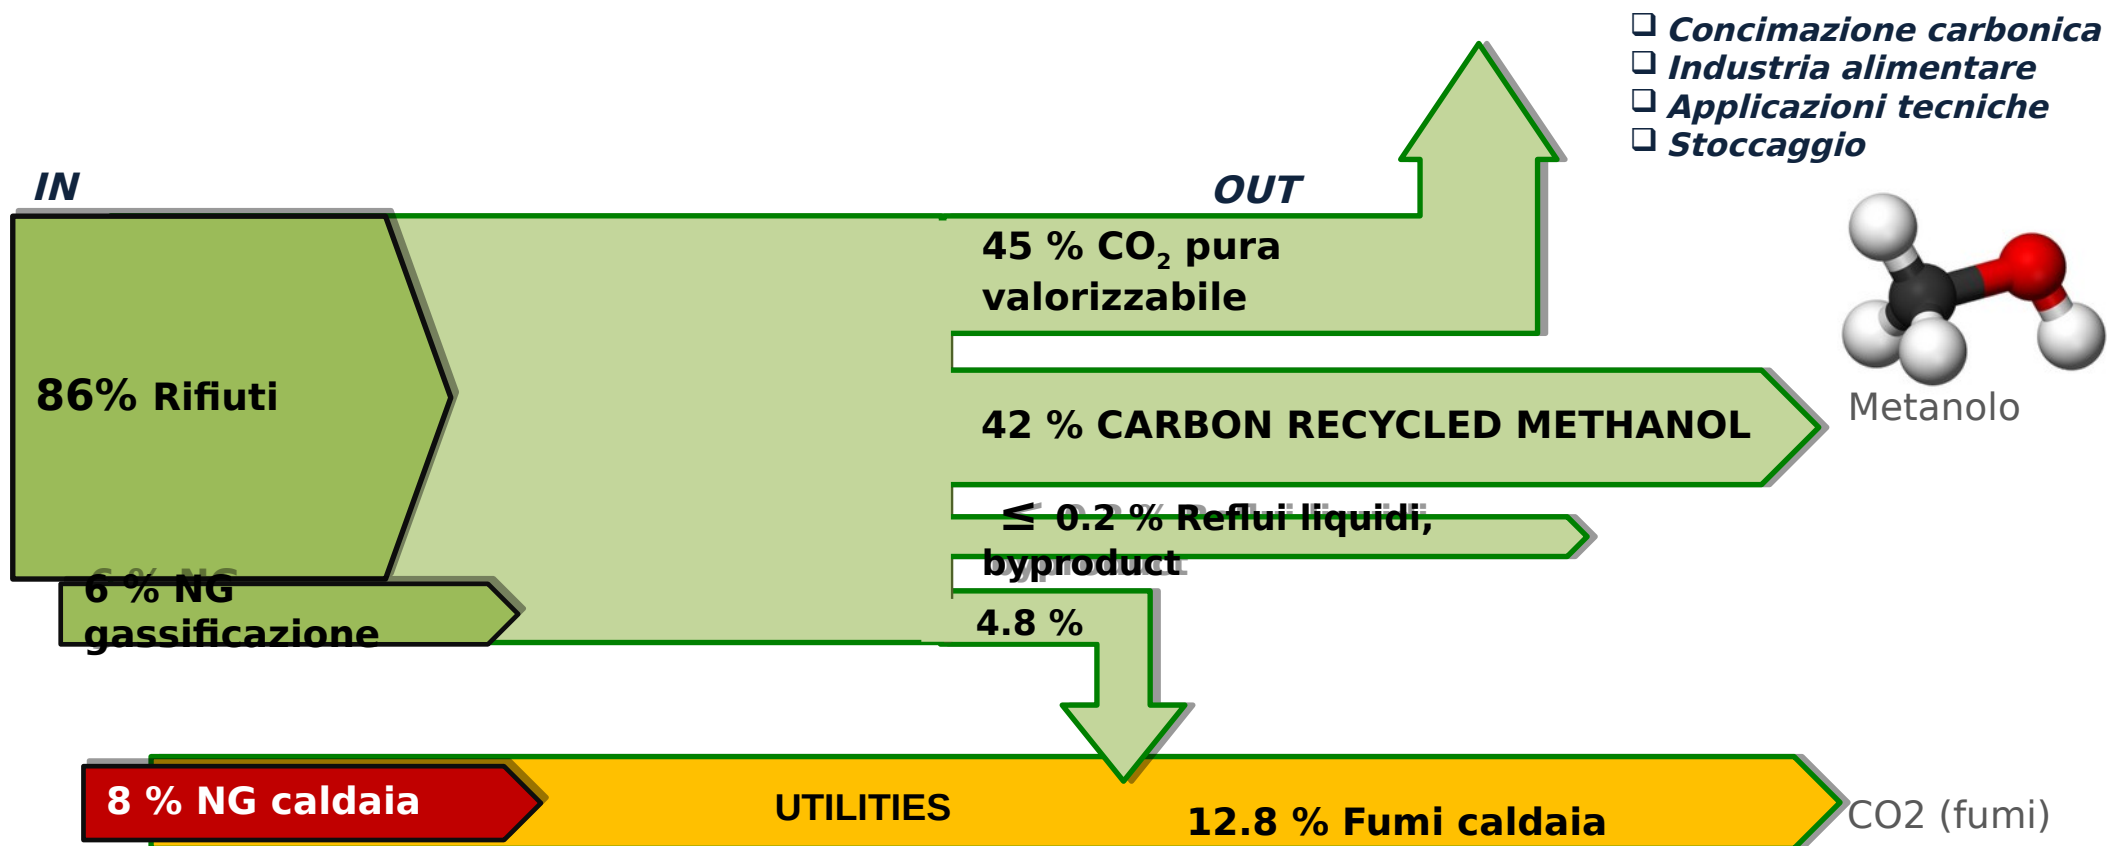 ❑ Concimazione carbonica
❑ Industria alimentare
❑ Applicazioni tecniche
❑ Stoccaggio
IN
OUT
45 % CO₂ pura
valorizzabile
86% Rifiuti
42 % CARBON RECYCLED METHANOL
Metanolo
≤ 0.2 % Reflui liquidi,
byproduct
6 % NG
gassificazione
4.8 %
8 % NG caldaia
UTILITIES
12.8 % Fumi caldaia
CO2 (fumi)